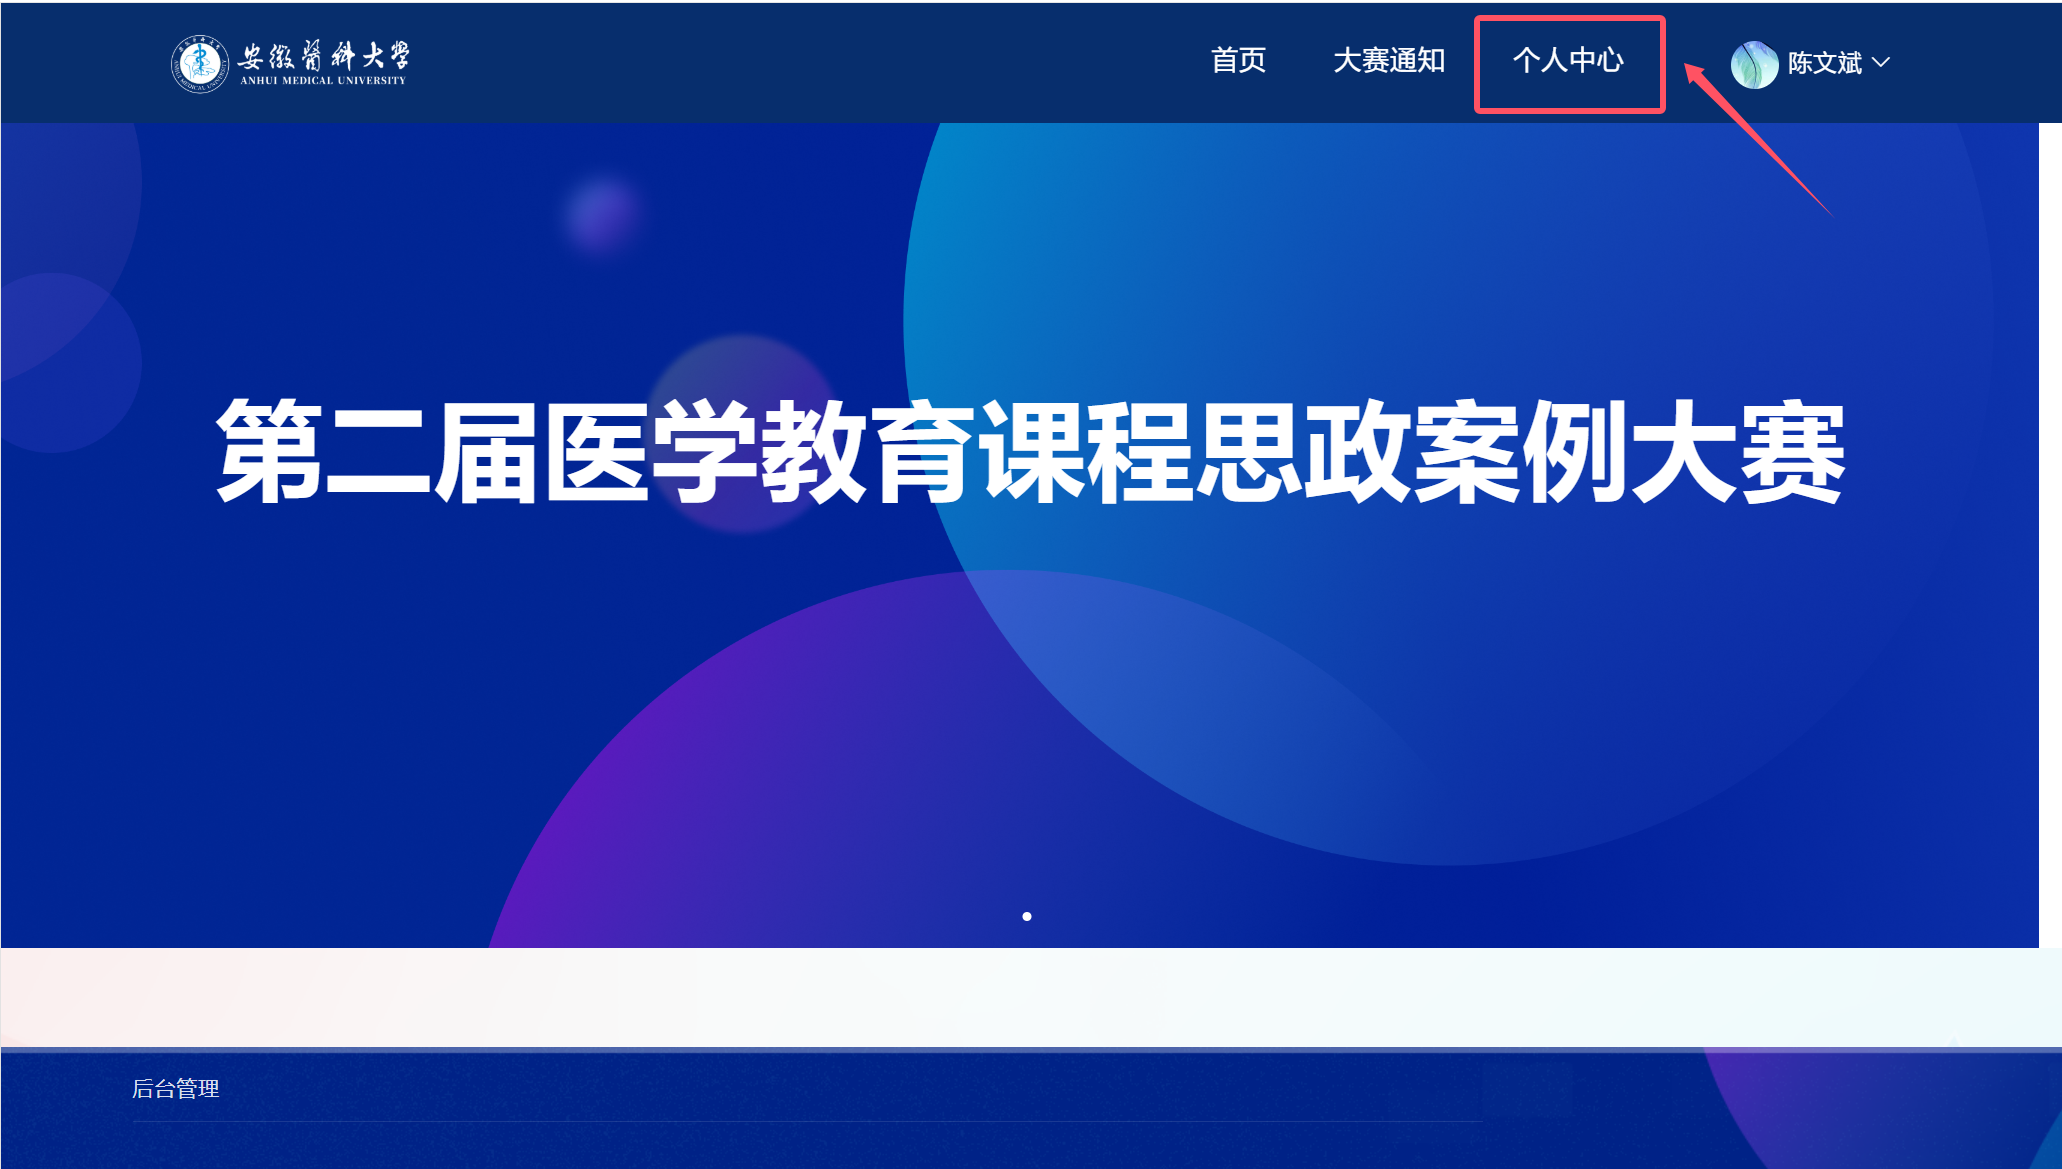 安徽醫科大學
ANHUI MEDICAL UNIVERSITY
首页
大赛通知
个人中心
陈文斌
第二届医学教育课程思政案例大赛
后台管理